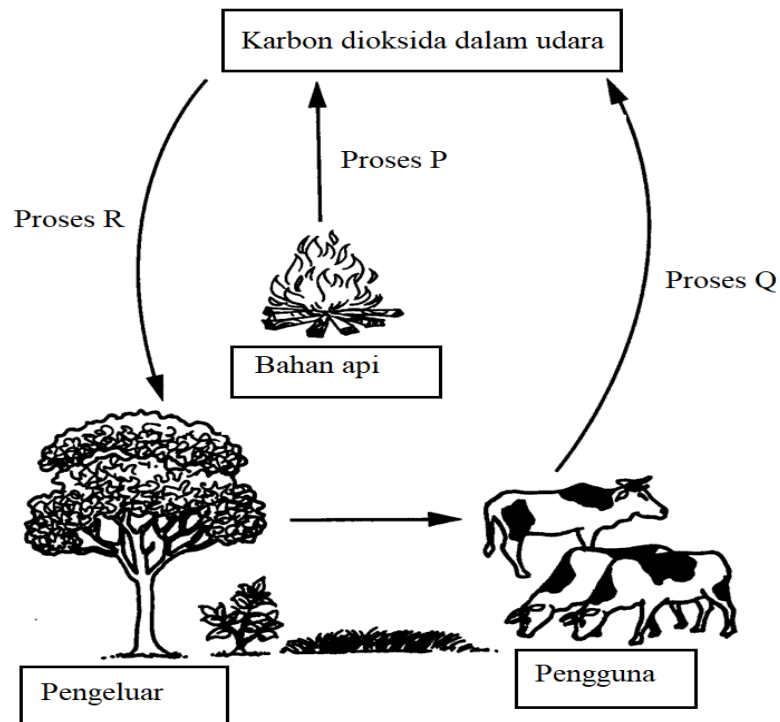 Karbon dioksida dalam udara
Proses P
Proses R
Proses Q
Bahan api
Pengguna
Pengeluar